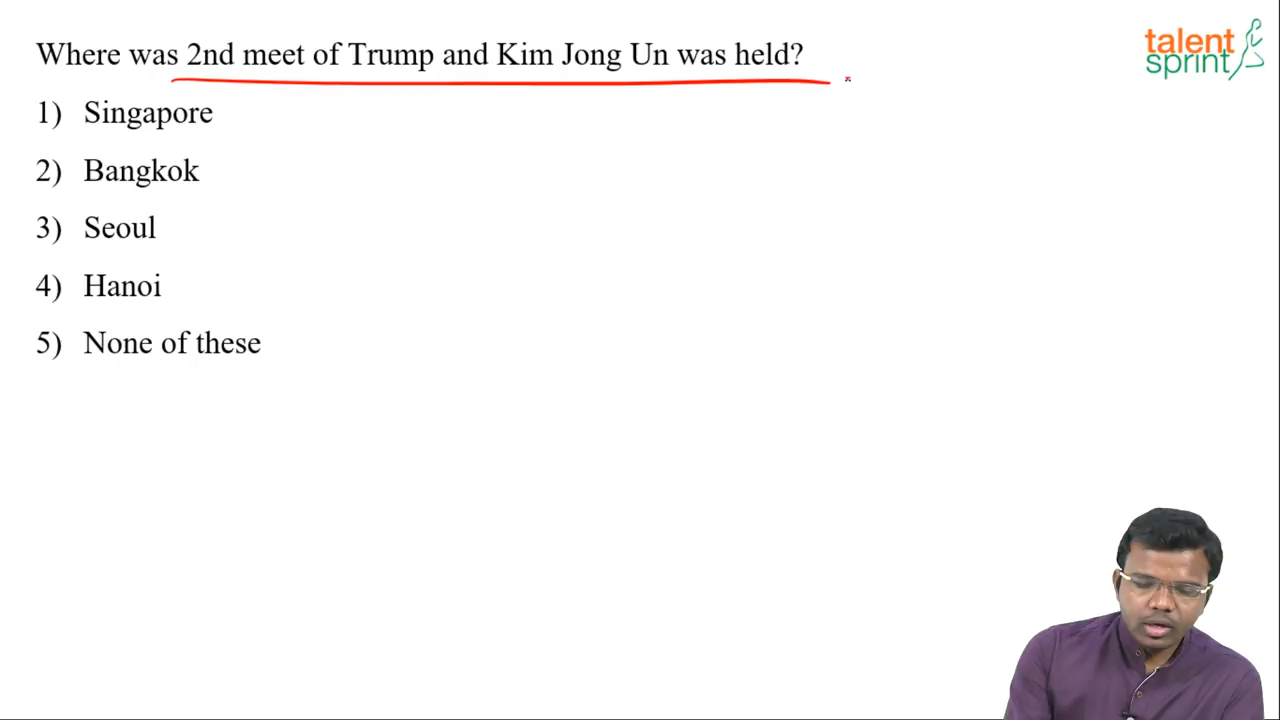 Where was 2nd meet of Trump and Kim Jong Un was held?
talent
sprint
1) Singapore
2) Bangkok
3) Seoul
4) Hanoi
5) None of these